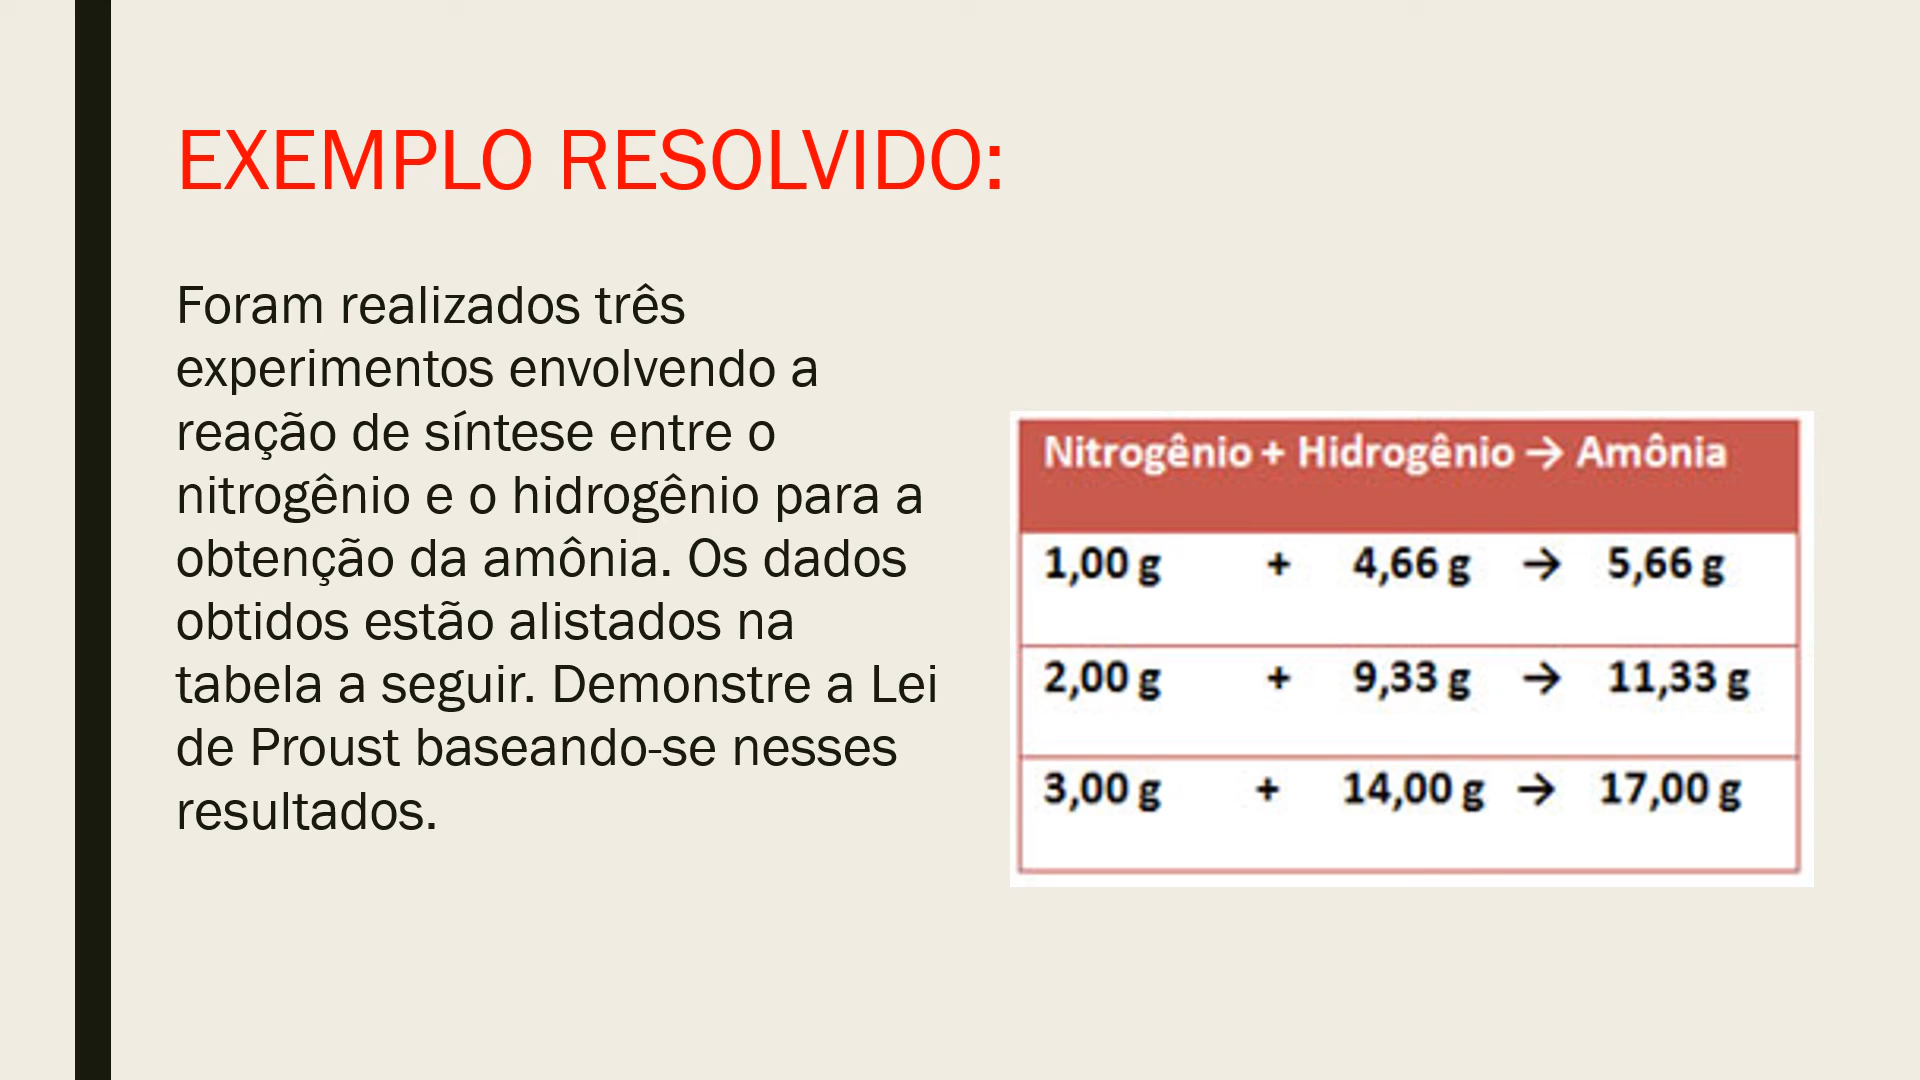 EXEMPLO RESOLVIDO:
Foram realizados três
experimentos envolvendo a
reação de síntese entre o
nitrogênio e o hidrogênio para a
obtenção da amônia. Os dados
obtidos estão alistados na
tabela a seguir. Demonstre a Lei
de Proust baseando-se nesses
resultados.
Nitrogênio + Hidrogênio → Amônia
1,00 g + 4,66 g → 5,66 g
2,00 g + 9,33 g → 11,33 g
3,00 g + 14,00 g → 17,00 g